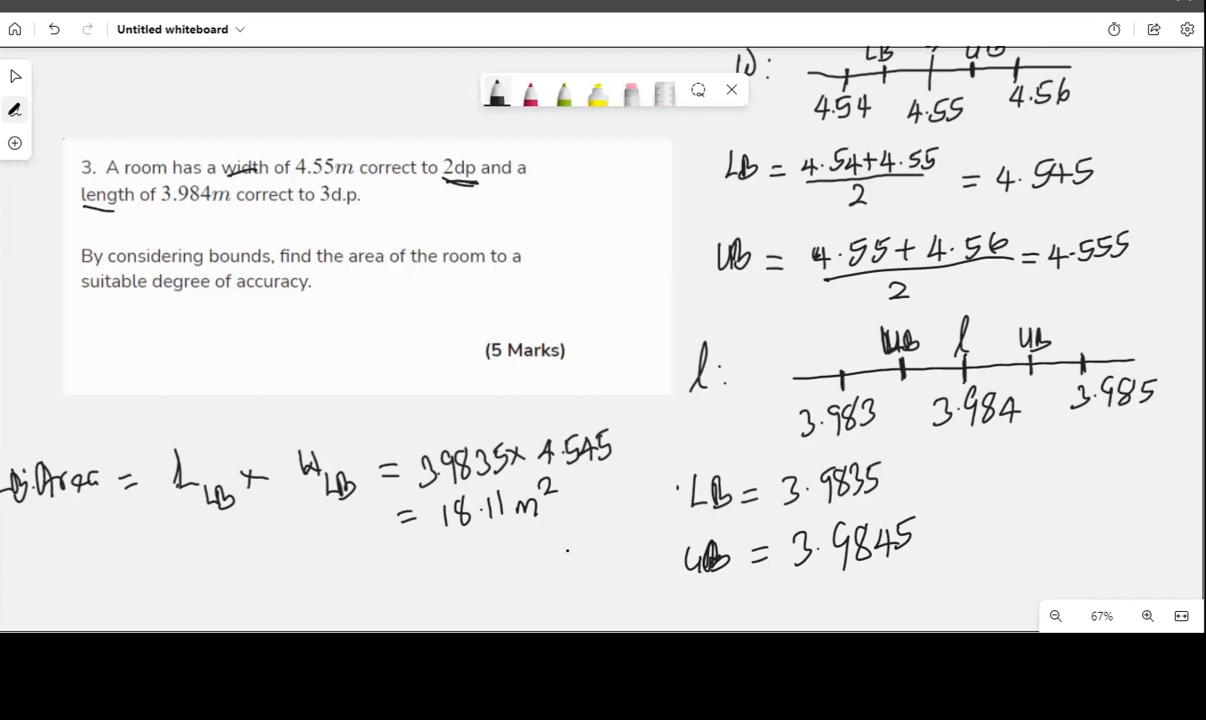 Untitled whiteboard
3. A room has a width of 4.55m correct to 2dp and a
length of 3.984m correct to 3d.p.
By considering bounds, find the area of the room to a
suitable degree of accuracy.
(5 Marks)
Area = L LB × W LB = 3.9835 × 4.545
= 18.11 m²
W:
LB UB
4.54 4.55 4.56
LB = (4.54+4.55)/2 = 4.545
UB = (4.55 + 4.56)/2 = 4.555
l:
l UB
3.983 3.984 3.985
LB = 3.9835
UB = 3.9845
67%